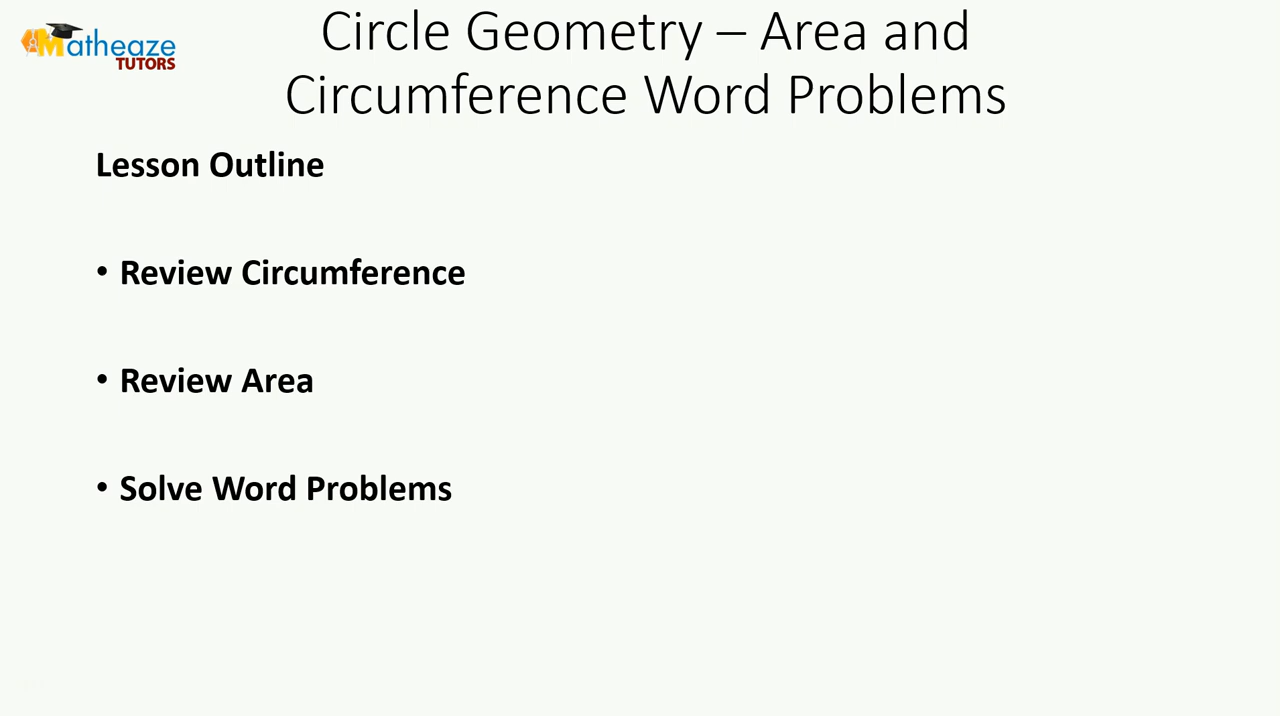 Matheaze
TUTORS
Circle Geometry – Area and
Circumference Word Problems
Lesson Outline
• Review Circumference
• Review Area
• Solve Word Problems